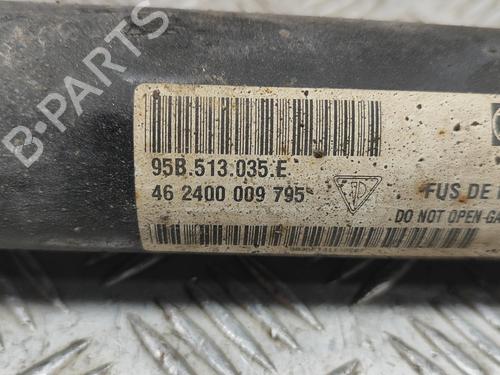 B-PARTS
95B.513.035.E
46 2400 009 795
FUS DE
DO NOT OPEN GA